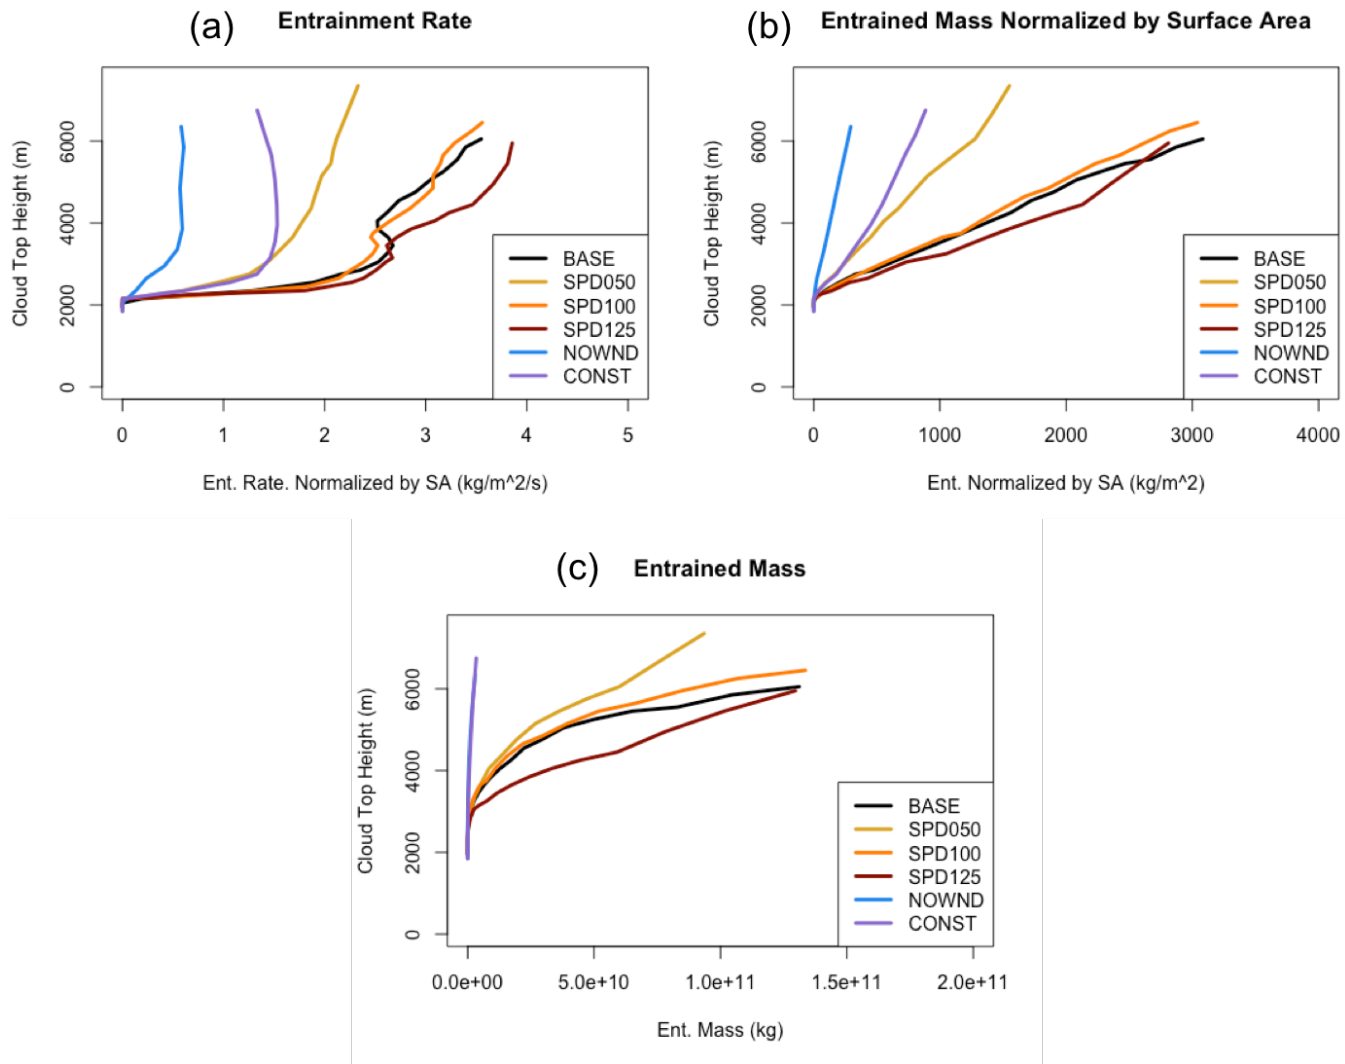 (a) Entrainment Rate
Cloud Top Height (m)
6000
4000
2000
0
BASE
SPD050
SPD100
SPD125
NOWND
CONST
0 1 2 3 4 5
Ent. Rate. Normalized by SA (kg/m^2/s)
(b) Entrained Mass Normalized by Surface Area
Cloud Top Height (m)
6000
4000
2000
0
BASE
SPD050
SPD100
SPD125
NOWND
CONST
0 1000 2000 3000 4000
Ent. Normalized by SA (kg/m^2)
(c) Entrained Mass
Cloud Top Height (m)
6000
4000
2000
0
BASE
SPD050
SPD100
SPD125
NOWND
CONST
0.0e+00 5.0e+10 1.0e+11 1.5e+11 2.0e+11
Ent. Mass (kg)